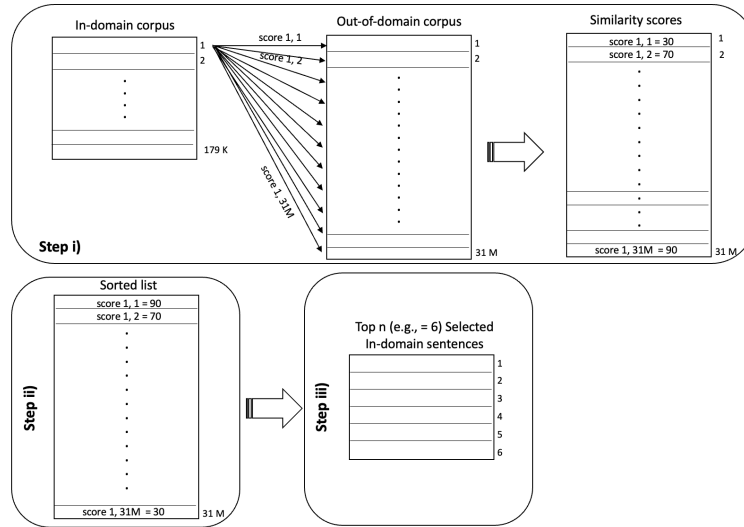 In-domain corpus
1
2
179 K
score 1, 1
score 1, 2
score 1, 31M
Out-of-domain corpus
1
2
31 M
Similarity scores
score 1, 1 = 30
1
score 1, 2 = 70
2
score 1, 31M = 90
31 M
Step i)
Sorted list
score 1, 1 = 90
score 1, 2 = 70
score 1, 31M = 30
31 M
Step ii)
Step iii)
Top n (e.g., = 6) Selected
In-domain sentences
1
2
3
4
5
6